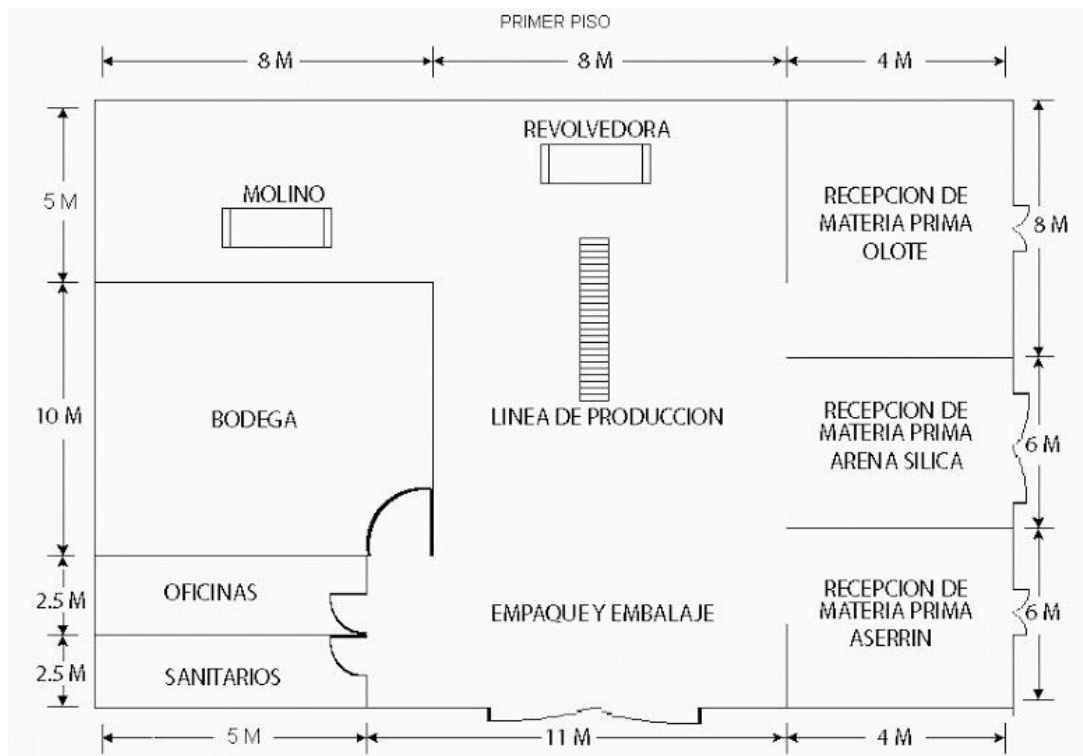 PRIMER PISO
8 M
8 M
4 M
REVOLVEDORA
MOLINO
5 M
RECEPCION DE
MATERIA PRIMA
OLOTE
8 M
10 M
BODEGA
LINEA DE PRODUCCION
RECEPCION DE
MATERIA PRIMA
ARENA SILICA
6 M
2.5 M
OFICINAS
EMPAQUE Y EMBALAJE
RECEPCION DE
MATERIA PRIMA
ASERRIN
6 M
2.5 M
SANITARIOS
5 M
11 M
4 M